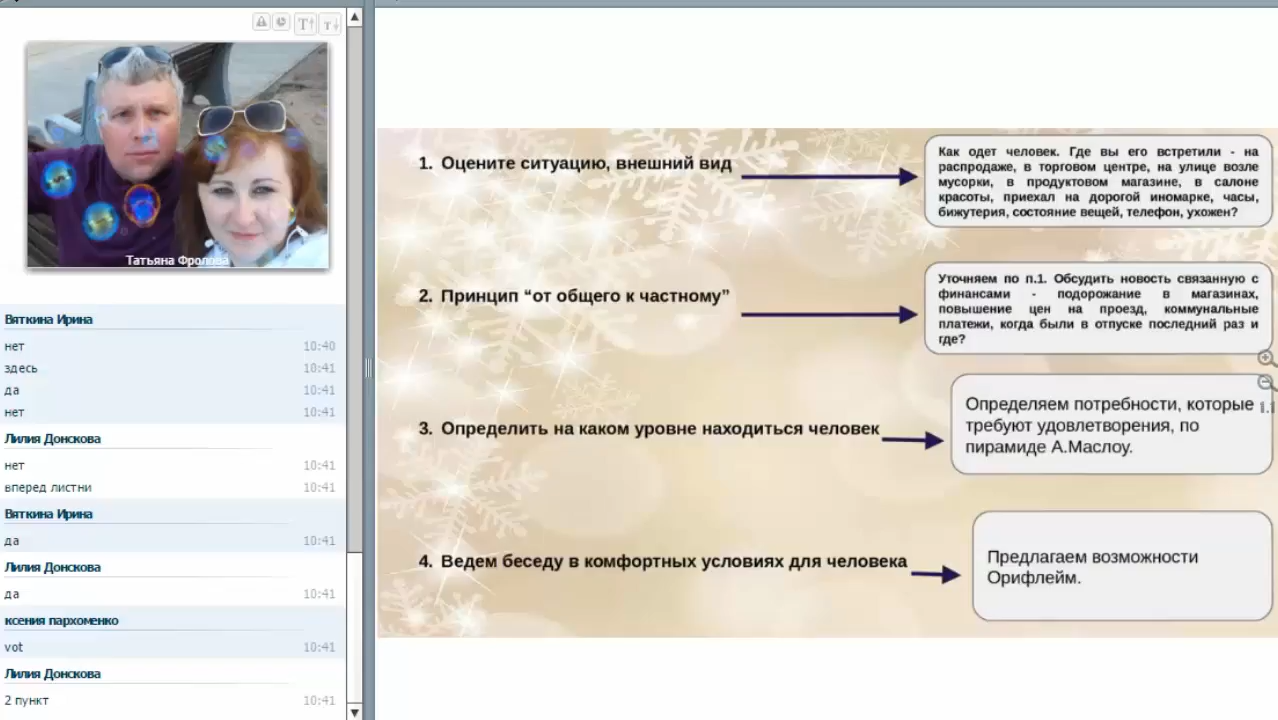 Татьяна Фролова
Вяткина Ирина
нет 10:40
здесь 10:41
да 10:41
нет 10:41
Лилия Донскова
нет 10:41
вперед листни 10:41
Вяткина Ирина
да 10:41
Лилия Донскова
да 10:41
ксения пархоменко
vot 10:41
Лилия Донскова
2 пункт 10:41
1. Оцените ситуацию, внешний вид
Как одет человек. Где вы его встретили - на
распродаже, в торговом центре, на улице возле
мусорки, в продуктовом магазине, в салоне
красоты, приехал на дорогой иномарке, часы,
бижутерия, состояние вещей, телефон, ухожен?
2. Принцип “от общего к частному”
Уточняем по п.1. Обсудить новость связанную с
финансами - подорожание в магазинах,
повышение цен на проезд, коммунальные
платежи, когда были в отпуске последний раз и
где?
3. Определить на каком уровне находиться человек
Определяем потребности, которые
требуют удовлетворения, по
пирамиде А.Маслоу.
1:1
4. Ведем беседу в комфортных условиях для человека
Предлагаем возможности
Орифлейм.